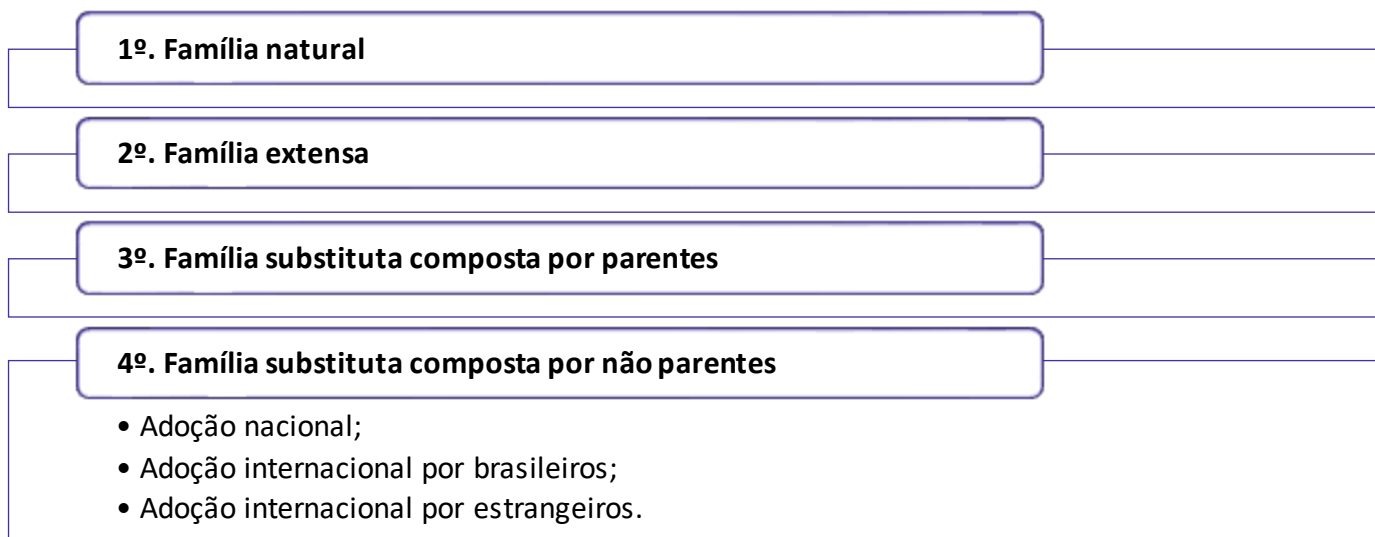 1º. Família natural
2º. Família extensa
3º. Família substituta composta por parentes
4º. Família substituta composta por não parentes
• Adoção nacional;
• Adoção internacional por brasileiros;
• Adoção internacional por estrangeiros.